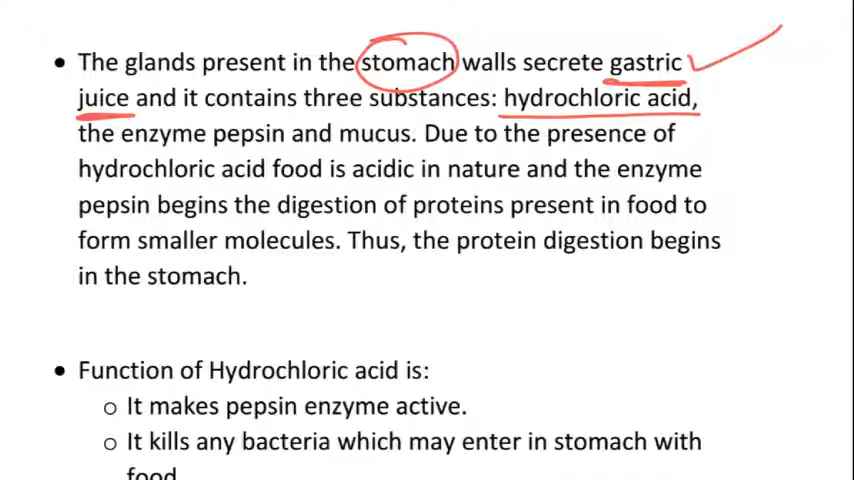 • The glands present in the stomach walls secrete gastric
juice and it contains three substances: hydrochloric acid,
the enzyme pepsin and mucus. Due to the presence of
hydrochloric acid food is acidic in nature and the enzyme
pepsin begins the digestion of proteins present in food to
form smaller molecules. Thus, the protein digestion begins
in the stomach.
• Function of Hydrochloric acid is:
o It makes pepsin enzyme active.
o It kills any bacteria which may enter in stomach with
food